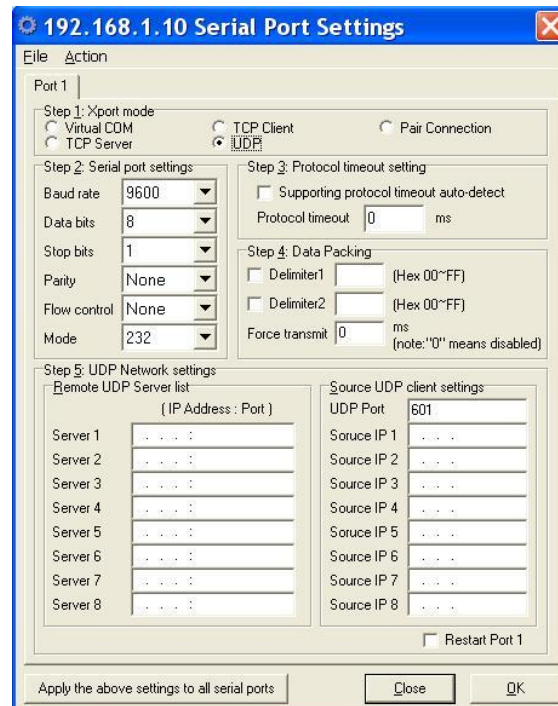 192.168.1.10 Serial Port Settings
File Action
Port 1
Step 1: Xport mode
Virtual COM TCP Client Pair Connection
TCP Server UDP
Step 2: Serial port settings
Baud rate 9600
Data bits 8
Stop bits 1
Parity None
Flow control None
Mode 232
Step 3: Protocol timeout setting
Supporting protocol timeout auto-detect
Protocol timeout 0 ms
Step 4: Data Packing
Delimiter1 (Hex 00~FF)
Delimiter2 (Hex 00~FF)
Force transmit 0 ms
(note:"0" means disabled)
Step 5: UDP Network settings
Remote UDP Server list
( IP Address : Port )
Server 1 . . . :
Server 2 . . . :
Server 3 . . . :
Server 4 . . . :
Server 5 . . . :
Server 6 . . . :
Server 7 . . . :
Server 8 . . . :
Source UDP client settings
UDP Port 601
Soruce IP 1 . . .
Source IP 2 . . .
Source IP 3 . . .
Source IP 4 . . .
Soruce IP 5 . . .
Source IP 6 . . .
Source IP 7 . . .
Source IP 8 . . .
Restart Port 1
Apply the above settings to all serial ports Close OK